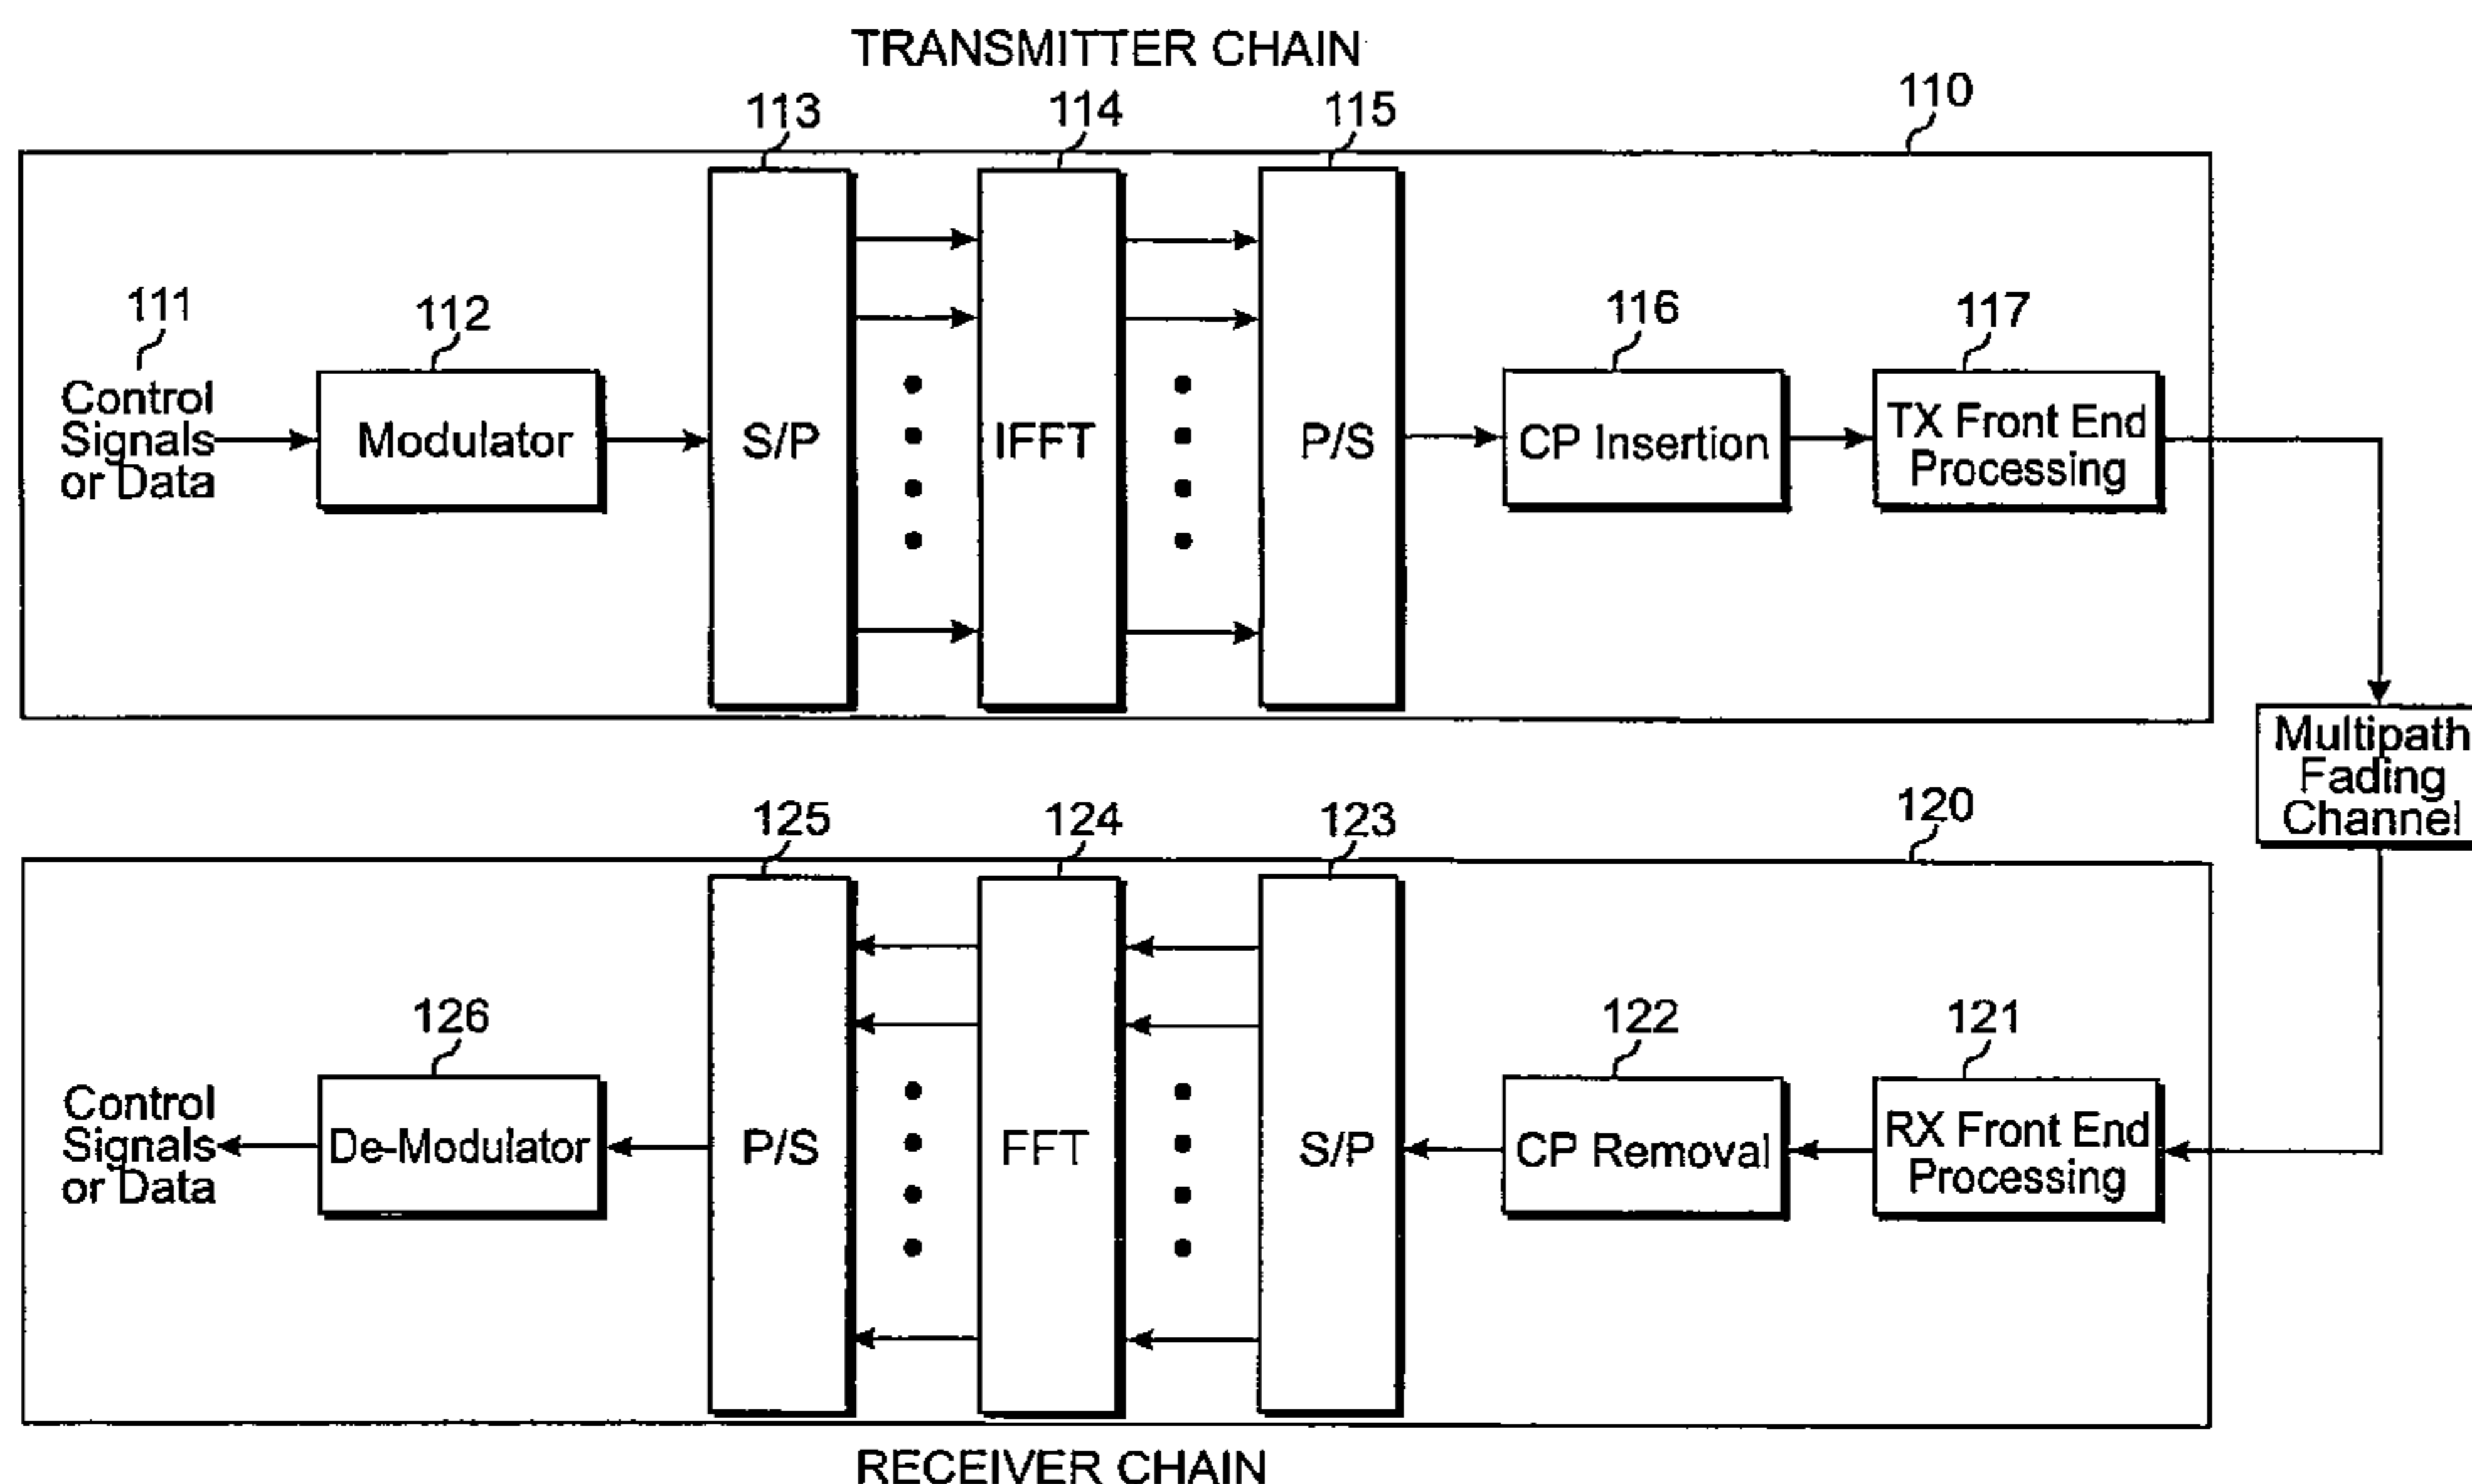 TRANSMITTER CHAIN
113
114
115
110
111
112
116
117
Control
Signals
or Data
Modulator
S/P
IFFT
P/S
CP Insertion
TX Front End
Processing
Multipath
Fading
Channel
125
124
123
120
126
122
121
Control
Signals
or Data
De-Modulator
P/S
FFT
S/P
CP Removal
RX Front End
Processing
RECEIVER CHAIN